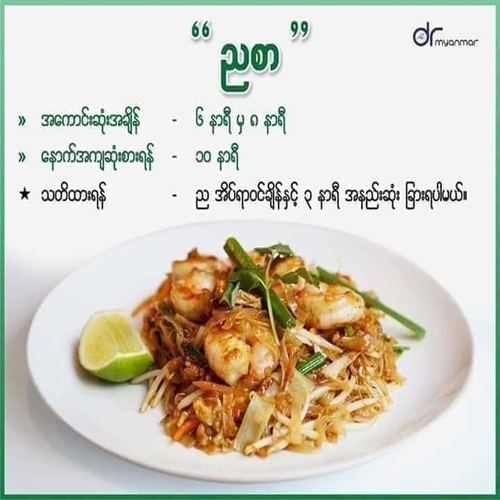 “ ညစာ ”
dr myanmar
» အကောင်းဆုံးအချိန် - ၆ နာရီ မှ ၈ နာရီ
» နောက်အကျဆုံးစားရန် - ၁၀ နာရီ
★ သတိထားရန် - ည အိပ်ရာဝင်ချိန်နှင့် ၃ နာရီ အနည်းဆုံး ခြားရပါမယ်။